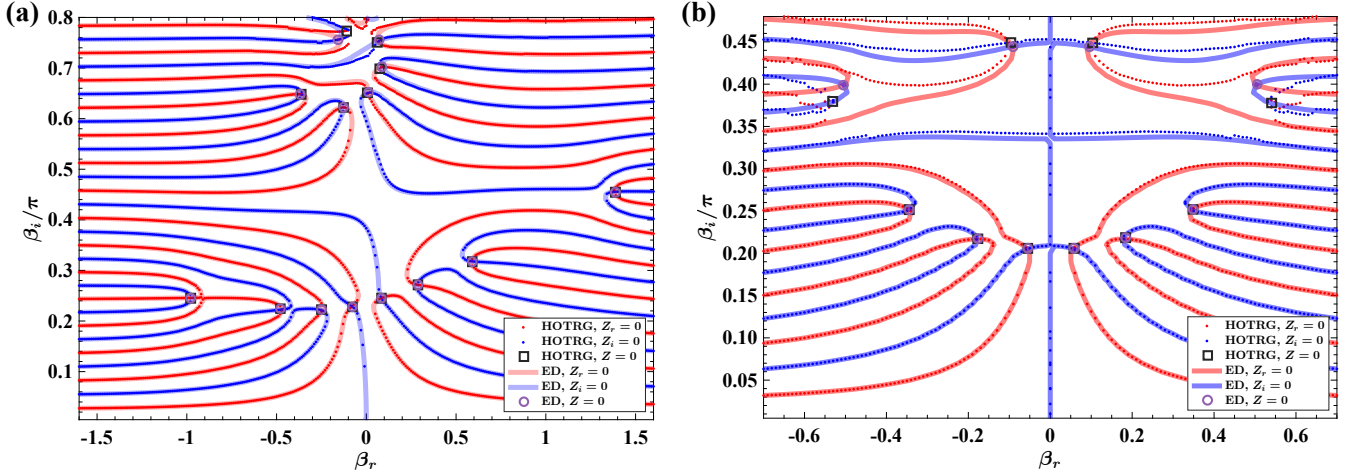 (a)
0.8
0.7
0.6
0.5
0.4
0.3
0.2
0.1
βᵢ/π
-1.5
-1
-0.5
0
0.5
1
1.5
βᵣ
HOTRG, Zᵣ = 0
HOTRG, Zᵢ = 0
HOTRG, Z = 0
ED, Zᵣ = 0
ED, Zᵢ = 0
ED, Z = 0
(b)
0.45
0.40
0.35
0.30
0.25
0.20
0.15
0.10
0.05
βᵢ/π
-0.6
-0.4
-0.2
0
0.2
0.4
0.6
βᵣ
HOTRG, Zᵣ = 0
HOTRG, Zᵢ = 0
HOTRG, Z = 0
ED, Zᵣ = 0
ED, Zᵢ = 0
ED, Z = 0